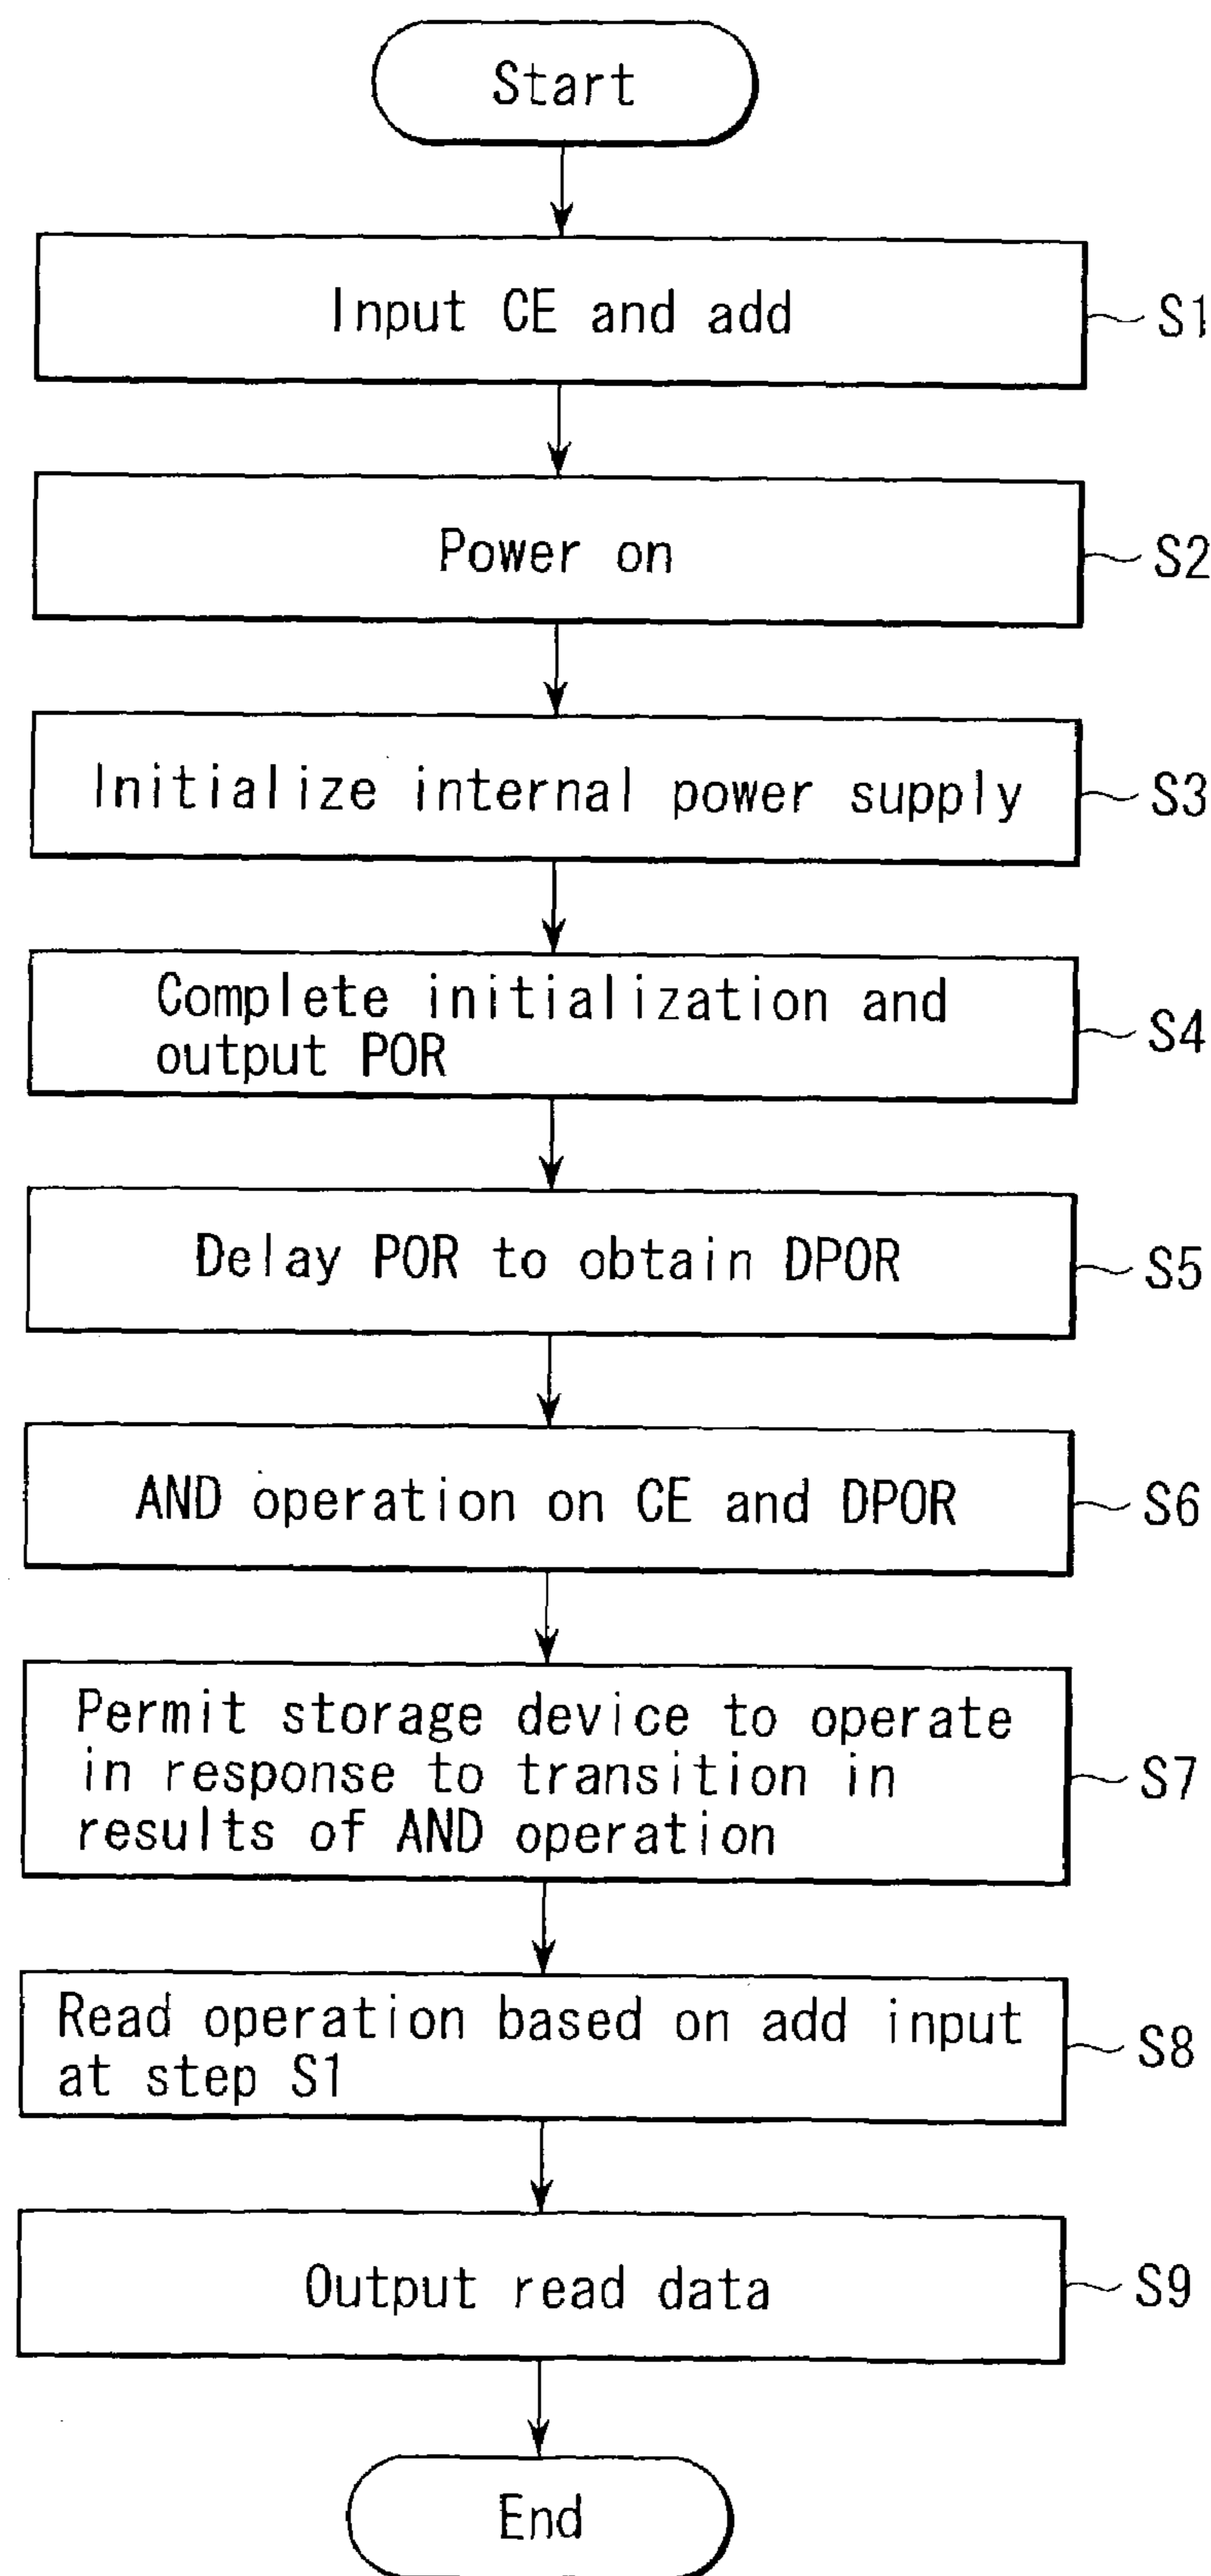 Start
Input CE and add
S1
Power on
S2
Initialize internal power supply
S3
Complete initialization and
output POR
S4
Delay POR to obtain DPOR
S5
AND operation on CE and DPOR
S6
Permit storage device to operate
in response to transition in
results of AND operation
S7
Read operation based on add input
at step S1
S8
Output read data
S9
End